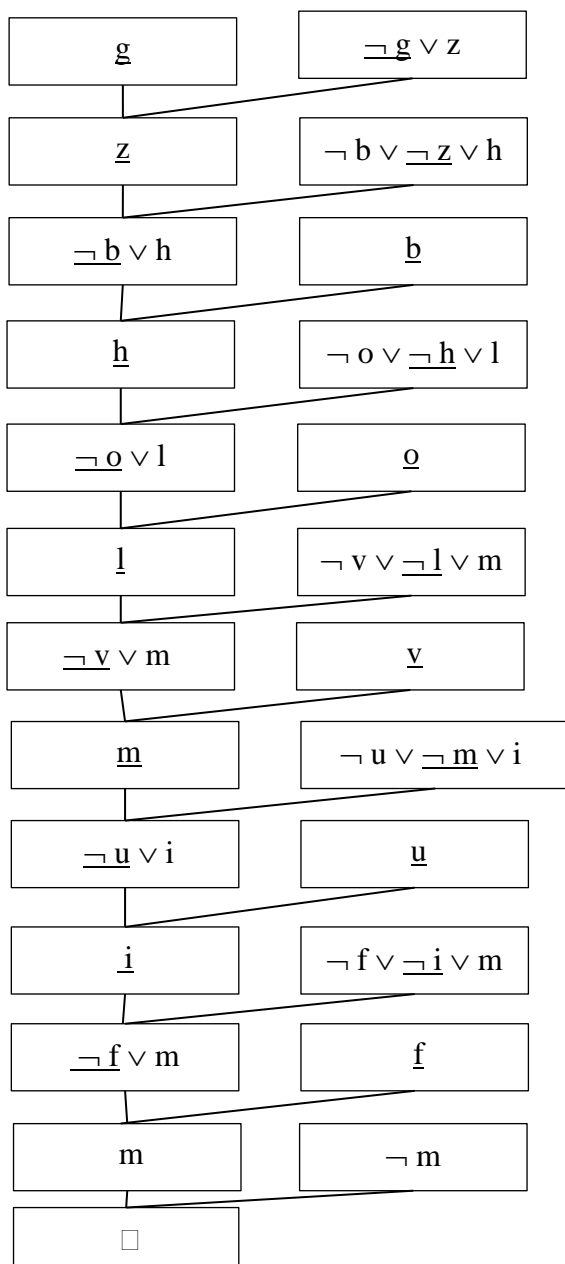 g ¬ g ∨ z
z ¬ b ∨ ¬ z ∨ h
¬ b ∨ h b
h ¬ o ∨ ¬ h ∨ l
¬ o ∨ l o
l ¬ v ∨ ¬ l ∨ m
¬ v ∨ m v
m ¬ u ∨ ¬ m ∨ i
¬ u ∨ i u
i ¬ f ∨ ¬ i ∨ m
¬ f ∨ m f
m ¬ m
□